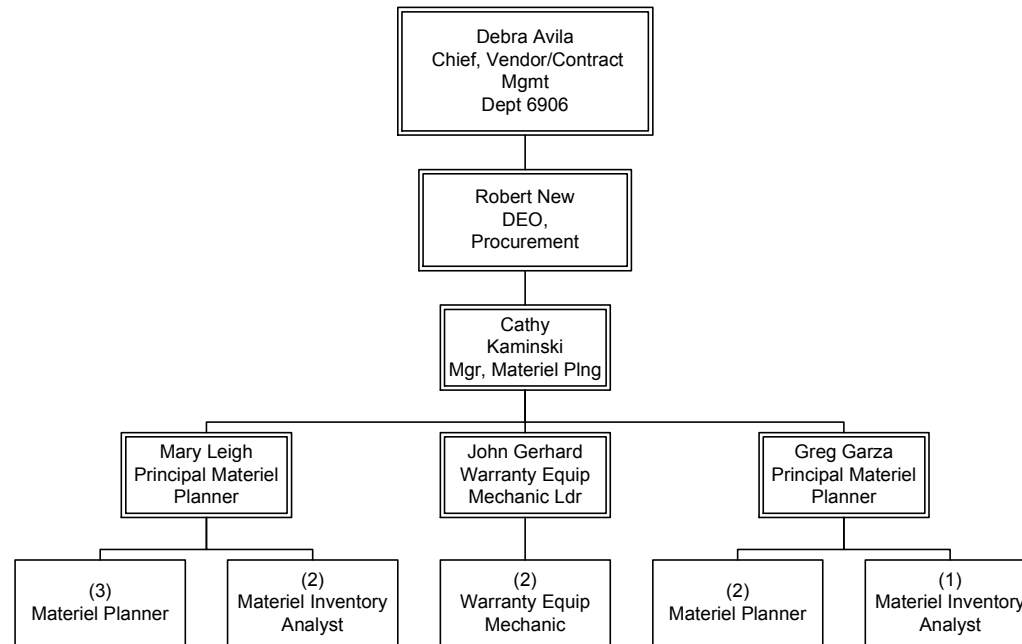 Debra Avila
Chief, Vendor/Contract
Mgmt
Dept 6906
Robert New
DEO,
Procurement
Cathy
Kaminski
Mgr, Materiel Plng
Mary Leigh
Principal Materiel
Planner
John Gerhard
Warranty Equip
Mechanic Ldr
Greg Garza
Principal Materiel
Planner
(3)
Materiel Planner
(2)
Materiel Inventory
Analyst
(2)
Warranty Equip
Mechanic
(2)
Materiel Planner
(1)
Materiel Inventory
Analyst